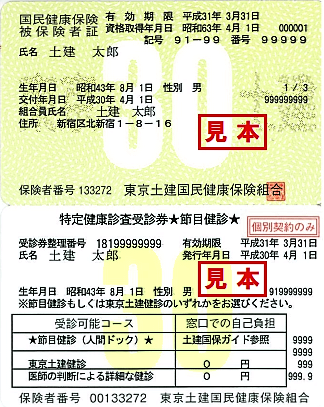 国民健康保険
被保険者証
有効期限 平成31年 3月31日
資格取得年月日 昭和63年 4月 1日 000001
記号 91-99 番号 99999
氏名 土建 太郎
生年月日 昭和43年 8月 1日 性別 男 1/3
交付年月日 平成30年 4月 1日 999999999
組合員氏名 土建 太郎
住所 新宿区北新宿1-8-16
見本
保険者番号 133272 東京土建国民健康保険組合
特定健康診査受診券★節目健診★
個別契約のみ
受診券整理番号 18199999999 有効期限 平成31年 3月31日
氏名 土建 太郎 発行年月日 平成30年 4月 1日
見本
生年月日 昭和43年 8月 1日 性別 男 919999999
※節目健診もしくは東京土建健診のいずれかをお選びください。
受診可能コース 窓口での自己負担
★節目健診(人間ドック)★ 土建国保ガイド参照 9999
9999
東京土建健診 0 円 999
医師の判断による詳細な健診 0 円 999.9
保険者番号 00133272 東京土建国民健康保険組合